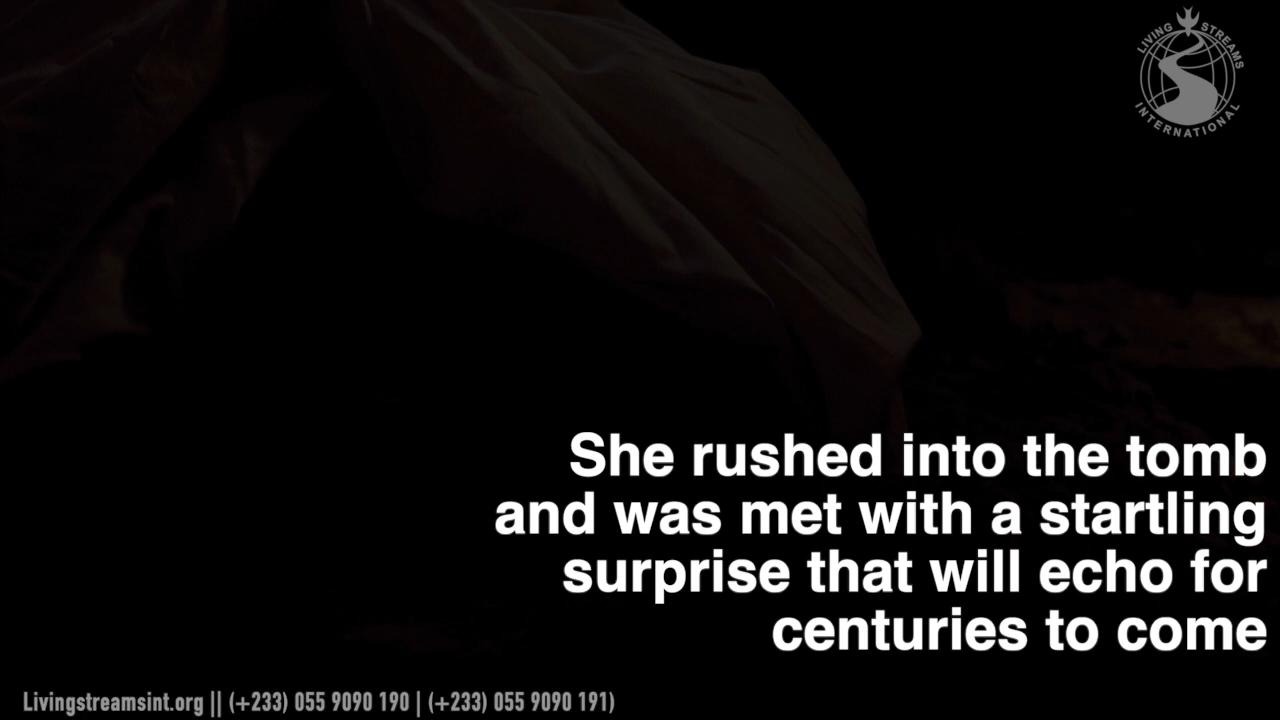 LIVING STREAMS
INTERNATIONAL
She rushed into the tomb
and was met with a startling
surprise that will echo for
centuries to come
Livingstreamsint.org || (+233) 055 9090 190 | (+233) 055 9090 191)